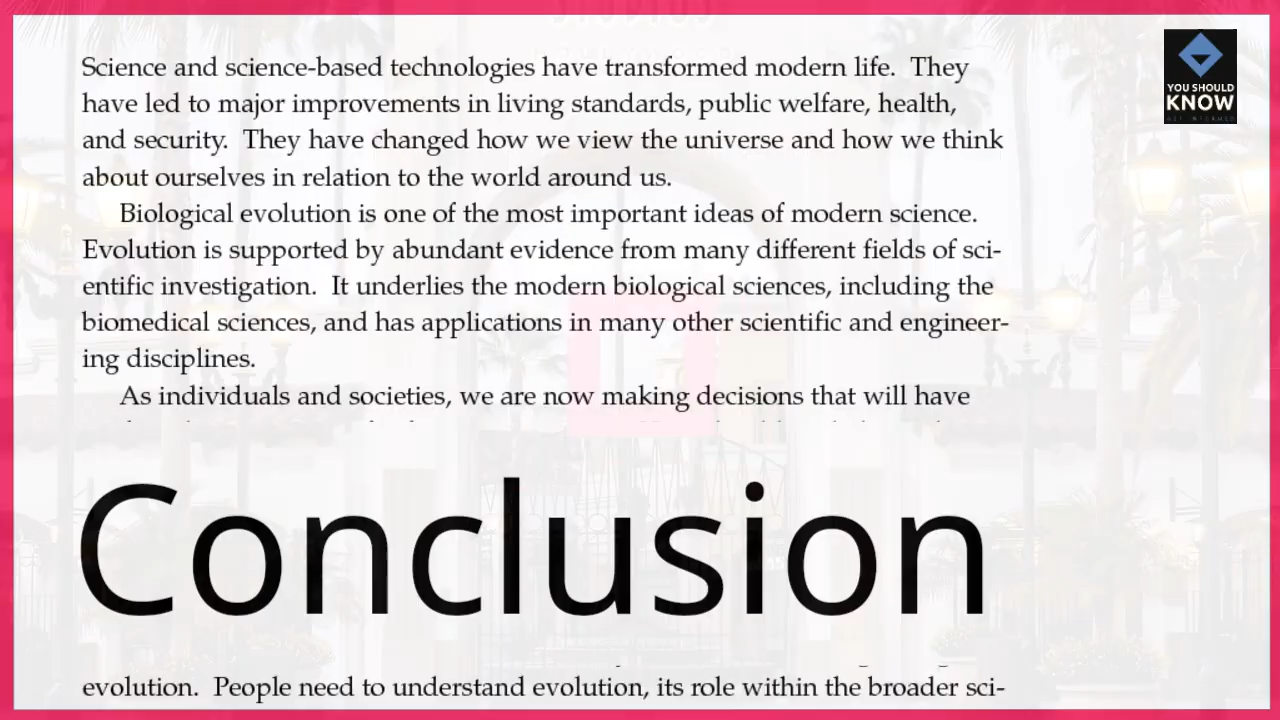 YOU SHOULD
KNOW
GET INFORMED
Science and science-based technologies have transformed modern life. They
have led to major improvements in living standards, public welfare, health,
and security. They have changed how we view the universe and how we think
about ourselves in relation to the world around us.
Biological evolution is one of the most important ideas of modern science.
Evolution is supported by abundant evidence from many different fields of sci-
entific investigation. It underlies the modern biological sciences, including the
biomedical sciences, and has applications in many other scientific and engineer-
ing disciplines.
As individuals and societies, we are now making decisions that will have
Conclusion
evolution. People need to understand evolution, its role within the broader sci-